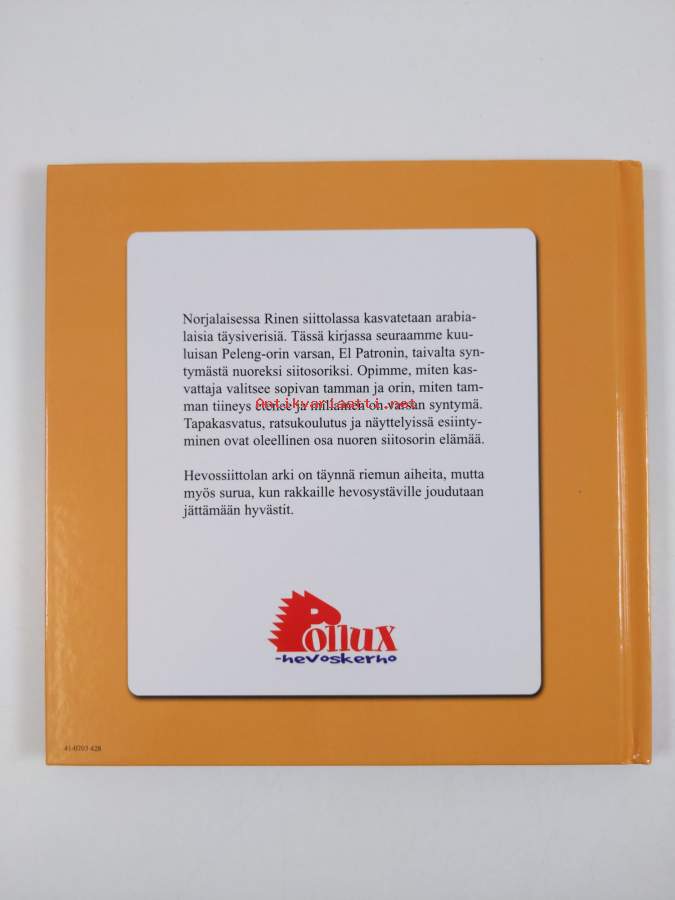 Norjalaisessa Rinen siittolassa kasvatetaan arabia-
laisia täysiverisiä. Tässä kirjassa seuraamme kuu-
luisan Peleng-orin varsan, El Patronin, taivalta syn-
tymästä nuoreksi siitosoriksi. Opimme, miten kas-
vattaja valitsee sopivan tamman ja orin, miten tam-
man tiineys etenee ja millainen on varsan syntymä.
Antikvariaatti.net
Tapakasvatus, ratsukoulutus ja näyttelyissä esiinty-
minen ovat oleellinen osa nuoren siitosorin elämää.
Hevossiittolan arki on täynnä riemun aiheita, mutta
myös surua, kun rakkaille hevosystäville joudutaan
jättämään hyvästit.
Pollux
-hevoskerho
41-0203 428